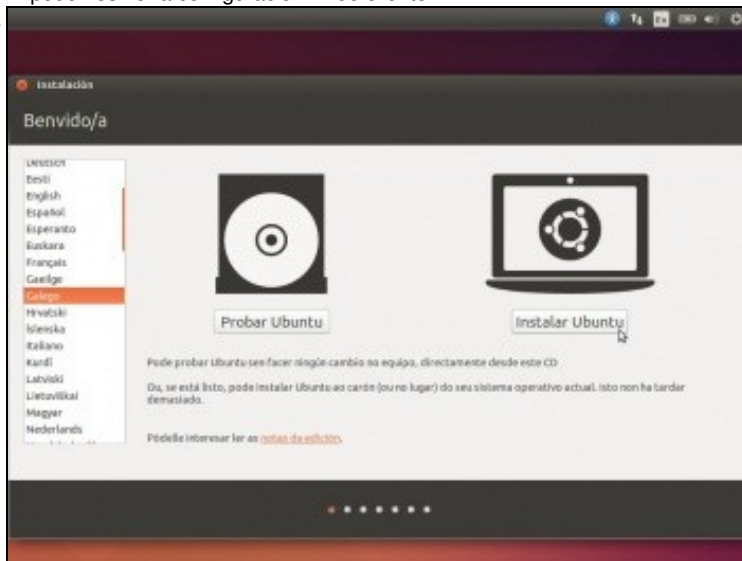 Es
Instalación
Benvido/a
Deutsch
Eesti
English
Español
Esperanto
Euskara
Français
Gaeilge
Galego
Hrvatski
Íslenska
Italiano
Kurdî
Latviski
Lietuviškai
Magyar
Nederlands
Probar Ubuntu
Instalar Ubuntu
Pode probar Ubuntu sen facer ningún cambio no equipo, directamente desde este CD
Ou, se está listo, pode instalar Ubuntu ao carón (ou no lugar) do seu sistema operativo actual. Isto non ha tardar
demasiado.
Pódelle interesar ler as notas da edición.